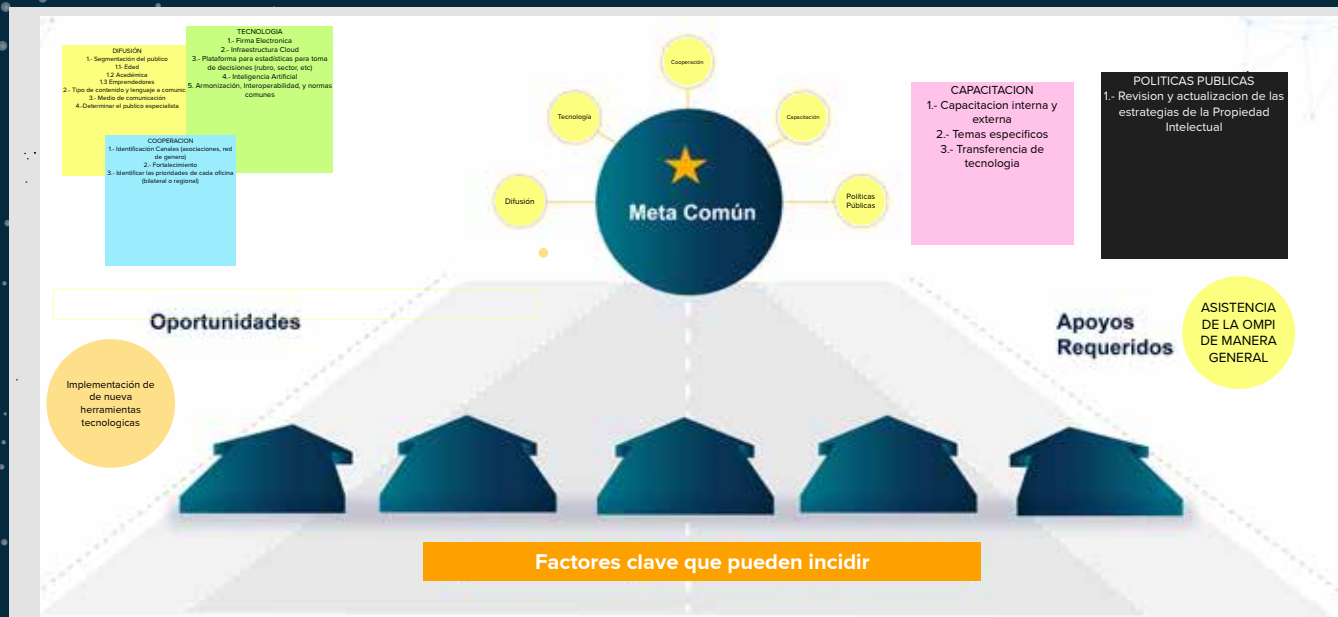 DIFUSIÓN
1.- Segmentación del publico
1.1- Edad
1.2 Académica
1.3 Emprendedores
2.- Tipo de contenido y lenguaje a comunic
3.- Medio de comunicación
4.-Determinar el publico especialista
TECNOLOGIA
1.- Firma Electronica
2.- Infraestructura Cloud
3.- Plataforma para estadísticas para toma
de decisiones (rubro, sector, etc)
4.- Inteligencia Artificial
5. Armonización, Interoperabilidad, y normas
comunes
COOPERACION
1.- Identificación Canales (asociaciones, red
de genero)
2.- Fortalecimiento
3.- Identificar las prioridades de cada oficina
(bilateral o regional)
Cooperación
Tecnología
Capacitación
Difusión
Políticas
Públicas
Meta Común
CAPACITACION
1.- Capacitacion interna y
externa
2.- Temas especificos
3.- Transferencia de
tecnologia
POLITICAS PUBLICAS
1.- Revision y actualización de las
estrategias de la Propiedad
Intelectual
Oportunidades
Implementación de
de nueva
herramientas
tecnologicas
Apoyos
Requeridos
ASISTENCIA
DE LA OMPI
DE MANERA
GENERAL
Factores clave que pueden incidir